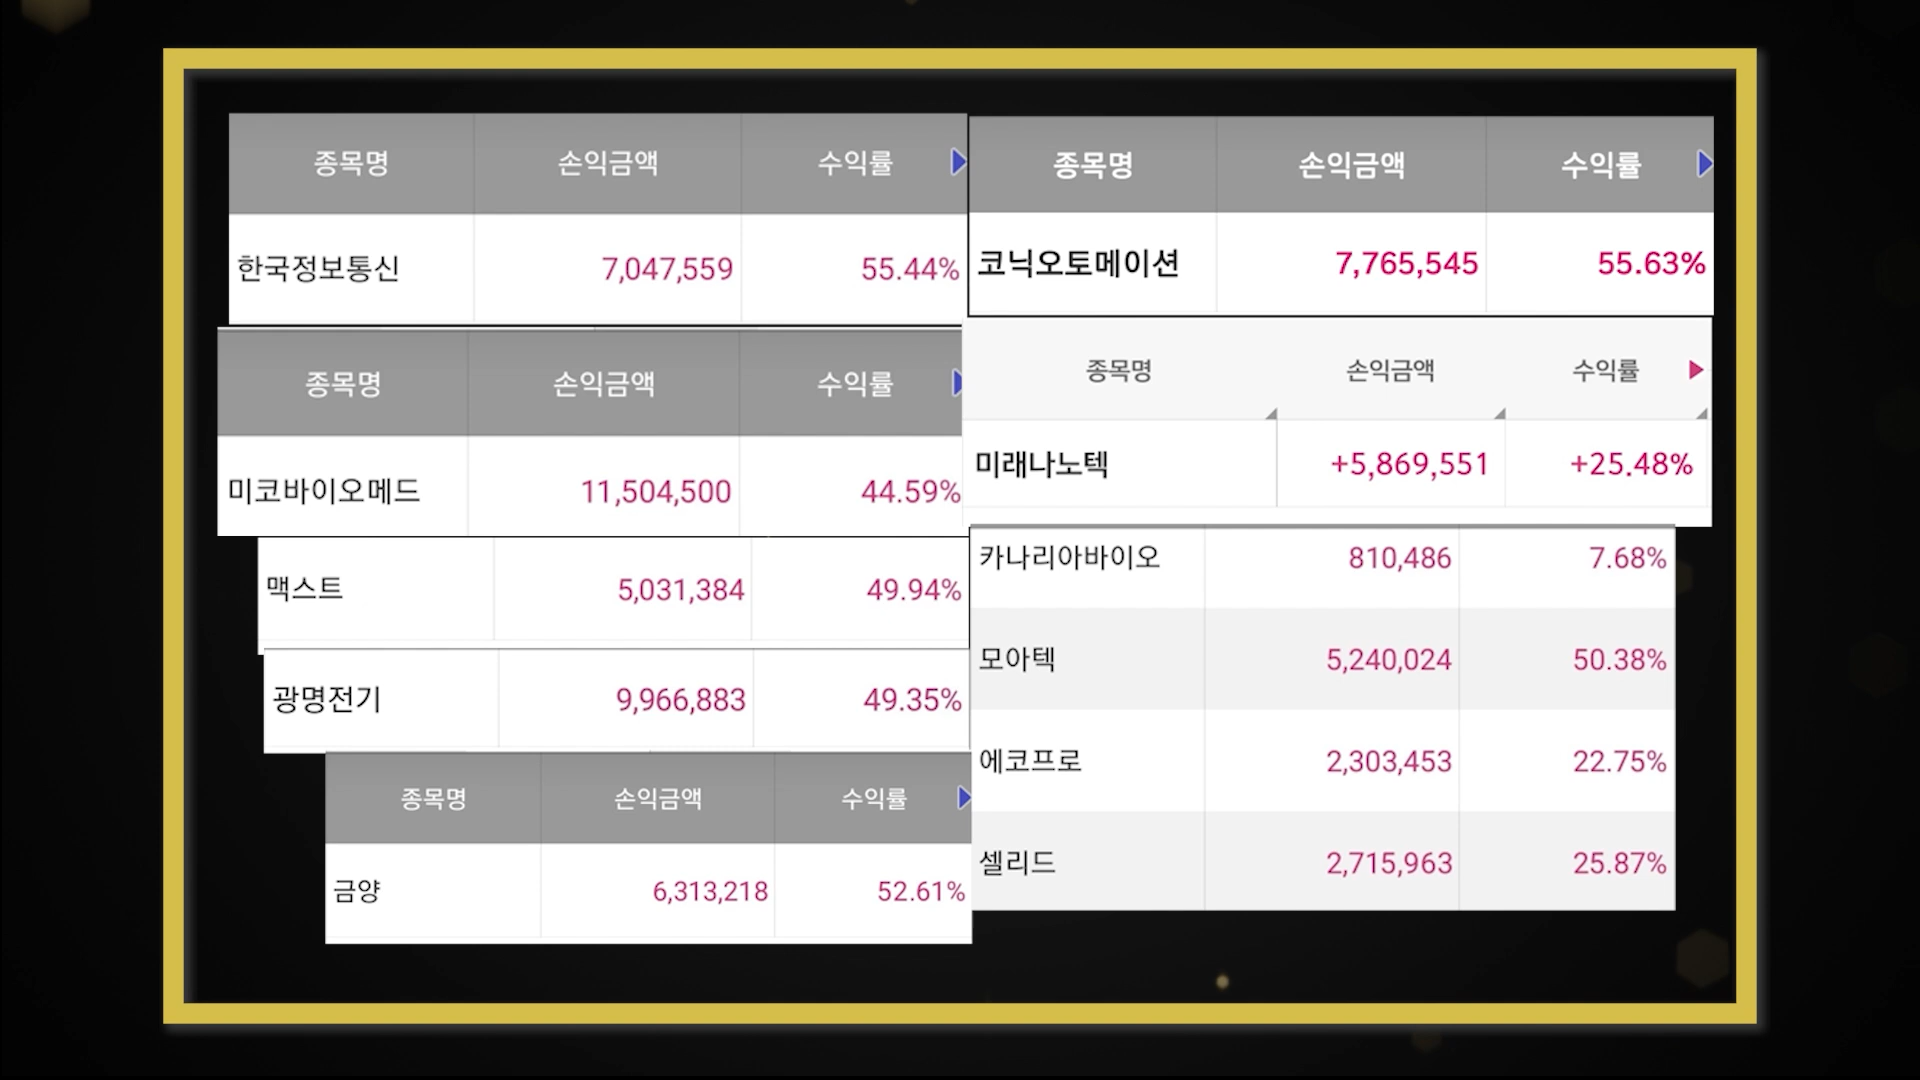 종목명 손익금액 수익률
한국정보통신 7,047,559 55.44%
종목명 손익금액 수익률
미코바이오메드 11,504,500 44.59%
맥스트 5,031,384 49.94%
광명전기 9,966,883 49.35%
종목명 손익금액 수익률
금양 6,313,218 52.61%
종목명 손익금액 수익률
코닉오토메이션 7,765,545 55.63%
종목명 손익금액 수익률
미래나노텍 +5,869,551 +25.48%
카나리아바이오 810,486 7.68%
모아텍 5,240,024 50.38%
에코프로 2,303,453 22.75%
셀리드 2,715,963 25.87%